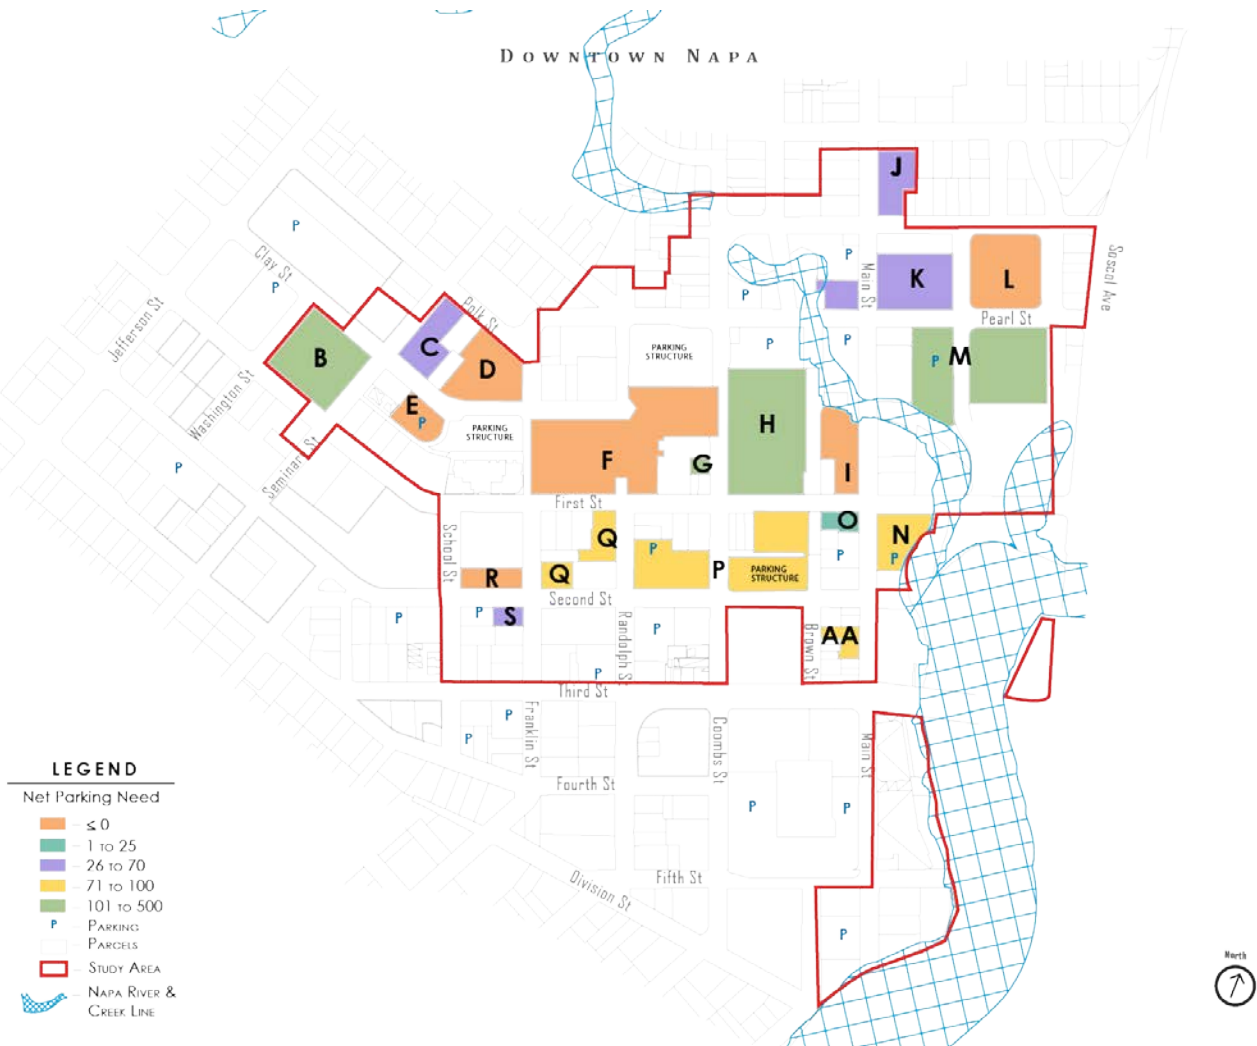 DOWNTOWN NAPA
J
P
P
Clay St
Main St
Soscol Ave
P
K
L
P
Polk St
Pearl St
Jefferson St
P
P
B
C
PARKING
STRUCTURE
M
P
D
Washington St
E
P
PARKING
STRUCTURE
H
F
G
I
P
Seminary St
First St
O
N
Q
P
P
P
School St
R
Q
P
PARKING
STRUCTURE
Second St
P
P
S
Randolph St
P
Brown St
AA
P
Third St
P
P
Franklin St
Coombs St
Main St
Fourth St
P
P
Fifth St
Division St
P
LEGEND
Net Parking Need
≤ 0
1 TO 25
26 TO 70
71 TO 100
101 TO 500
P PARKING
PARCELS
STUDY AREA
NAPA RIVER &
CREEK LINE
North